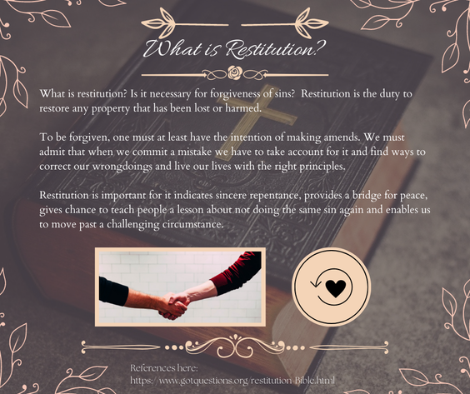 What is Restitution?
What is restitution? Is it necessary for forgiveness of sins? Restitution is the duty to
restore any property that has been lost or harmed.
To be forgiven, one must at least have the intention of making amends. We must
admit that when we commit a mistake we have to take account for it and find ways to
correct our wrongdoings and live our lives with the right principles.
Restitution is important for it indicates sincere repentance, provides a bridge for peace,
gives chance to teach people a lesson about not doing the same sin again and enables us
to move past a challenging circumstance.
References here:
https://www.gotquestions.org/restitution-Bible.html